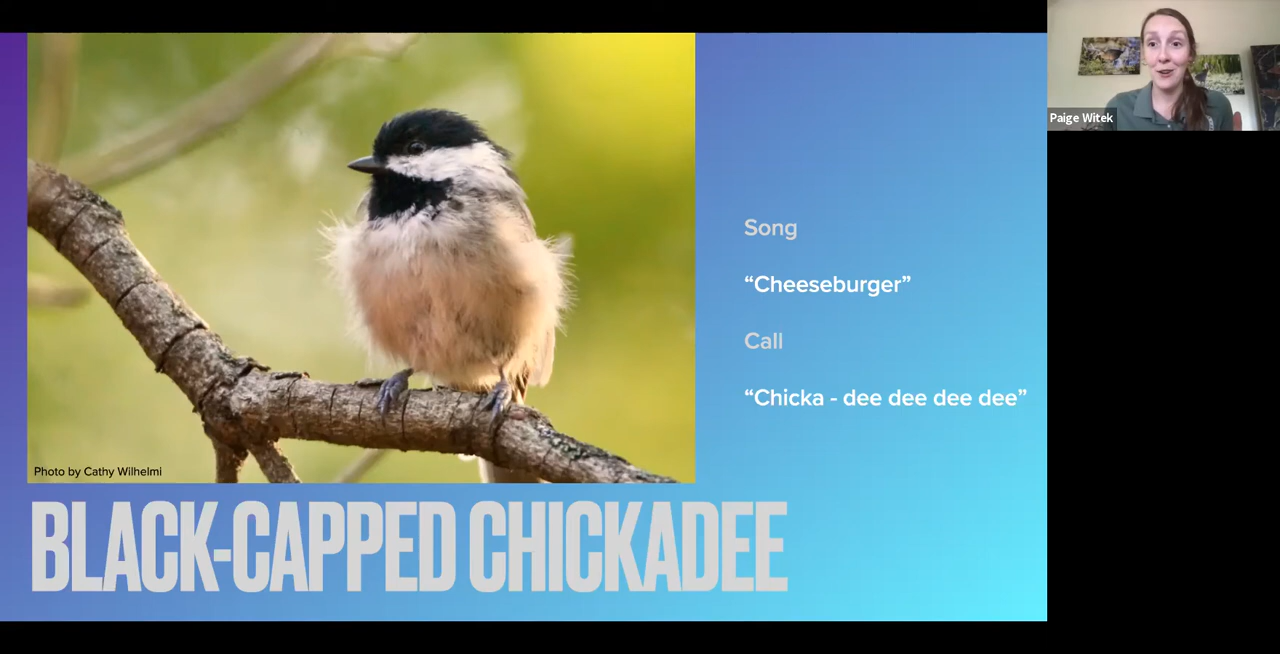 Paige Witek
Song
“Cheeseburger”
Call
“Chicka - dee dee dee dee”
Photo by Cathy Wilhelmi
BLACK-CAPPED CHICKADEE